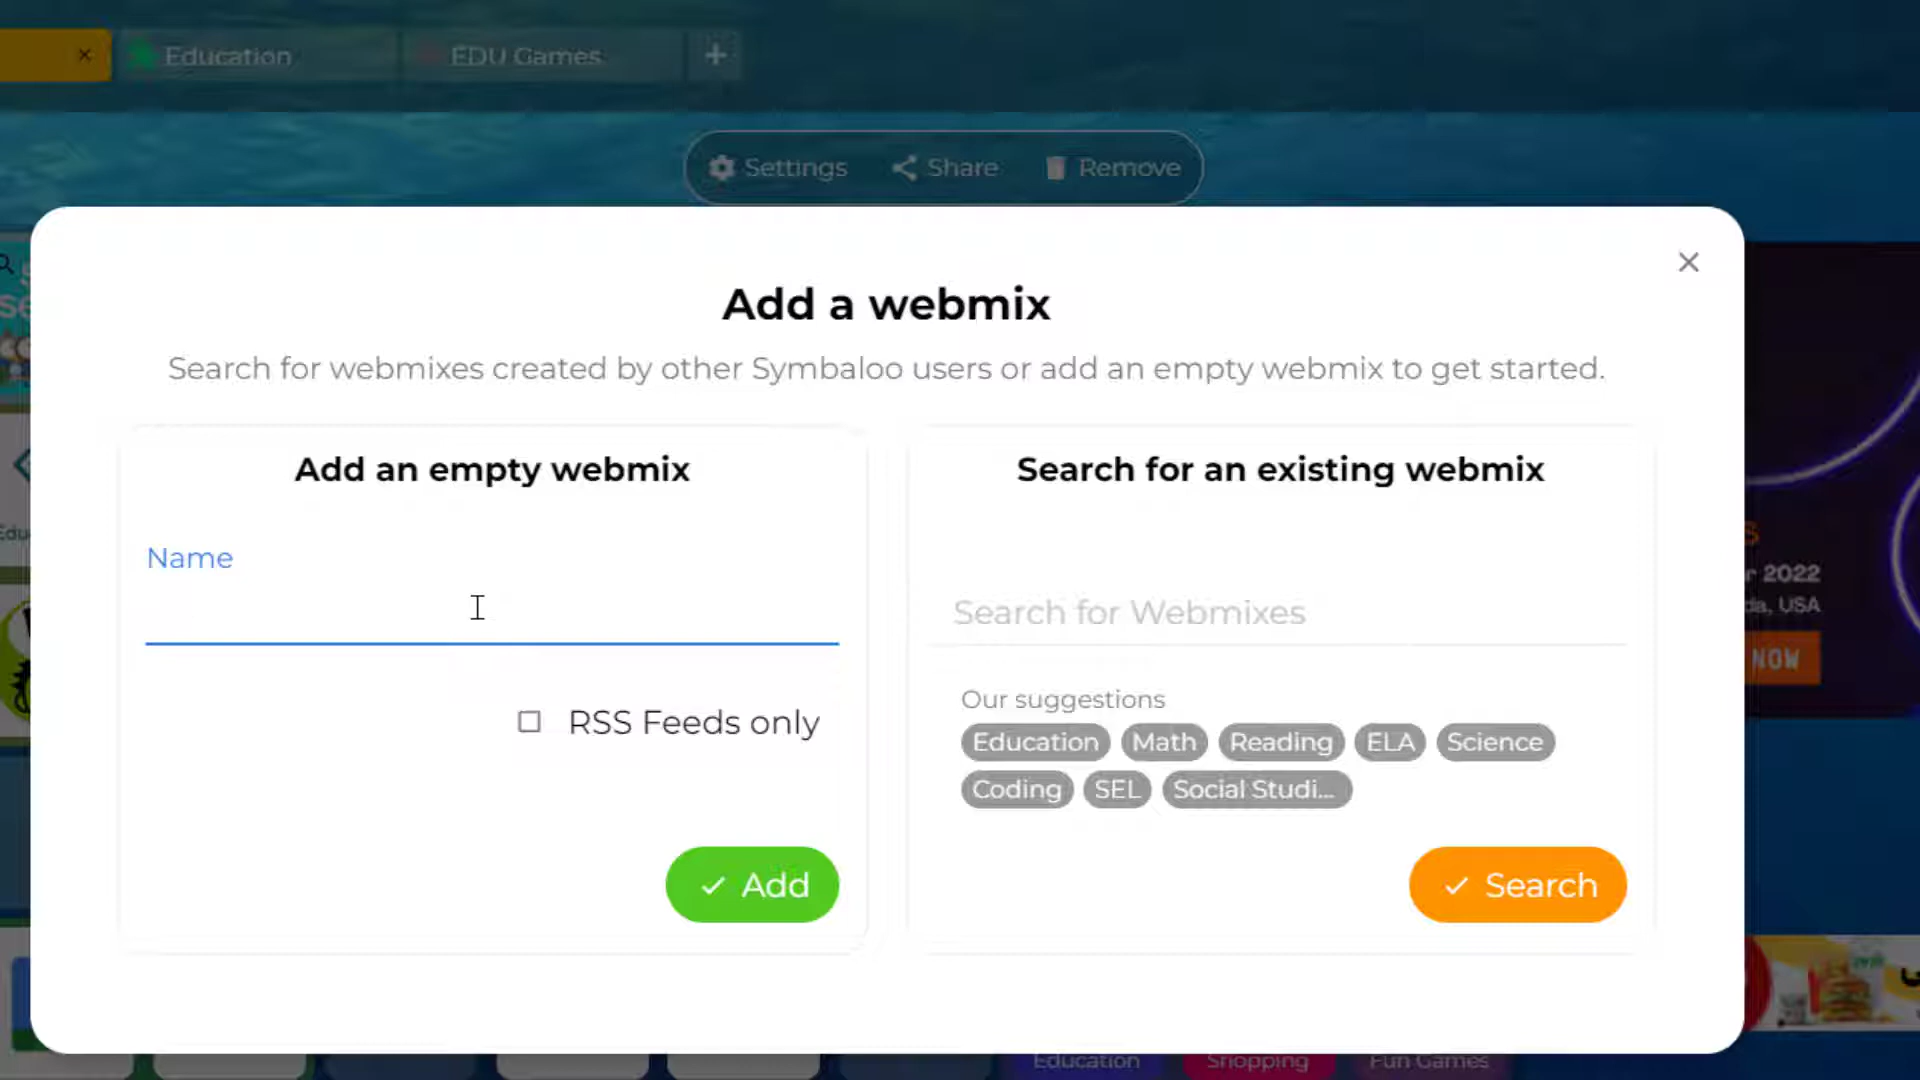 Education
EDU Games
Settings
Share
Remove
Add a webmix
Search for webmixes created by other Symbaloo users or add an empty webmix to get started.
Add an empty webmix
Name
RSS Feeds only
Add
Search for an existing webmix
Search for Webmixes
Our suggestions
Education Math Reading ELA Science
Coding SEL Social Studi...
Search
2022
USA
NOW
Education
Shopping
Fun Games